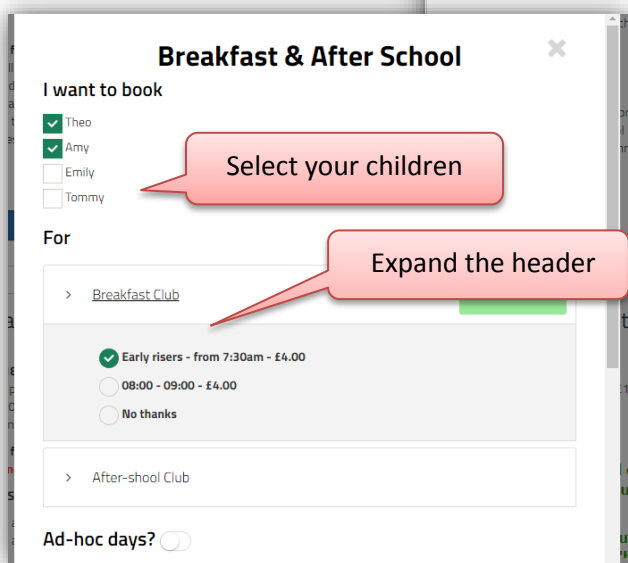 Breakfast & After School
I want to book
Theo
Amy
Emily
Tommy
Select your children
For
Expand the header
Breakfast Club
Early risers - from 7:30am - £4.00
08:00 - 09:00 - £4.00
No thanks
After-shool Club
Ad-hoc days?